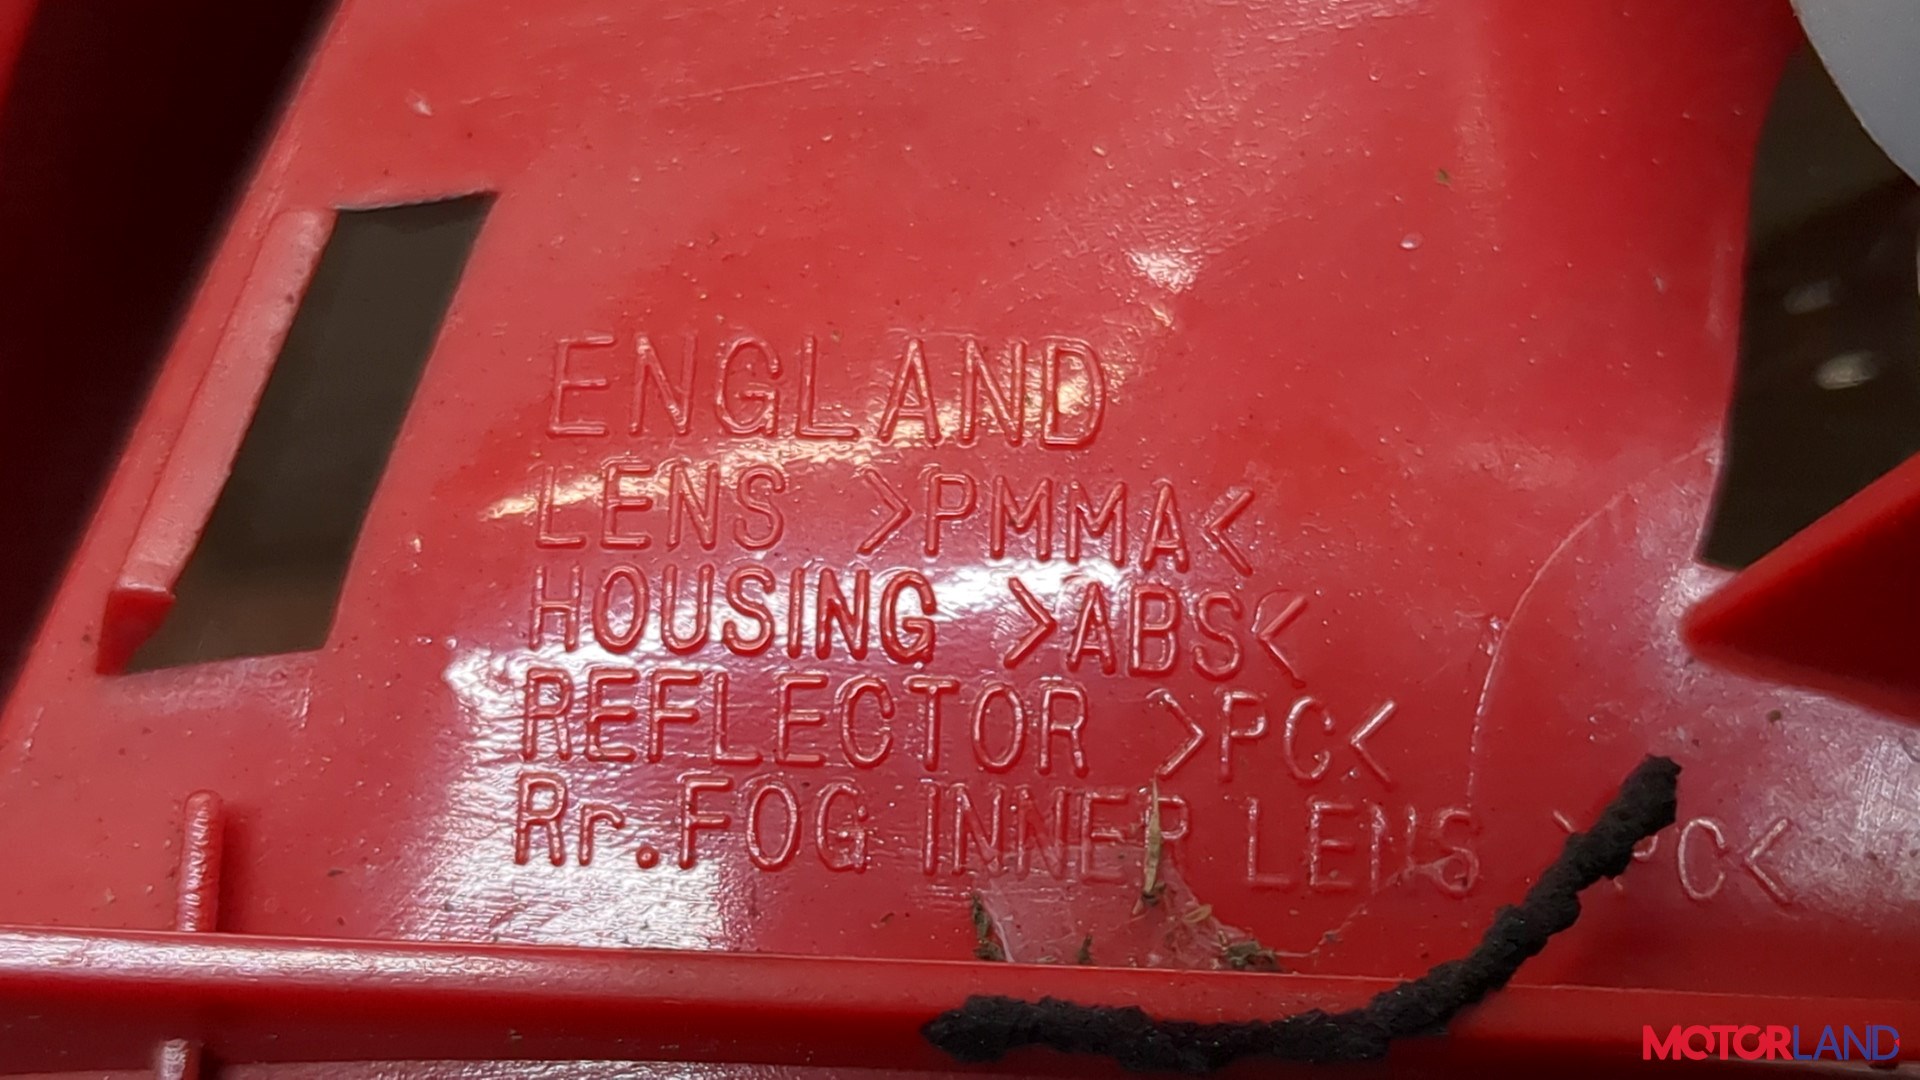 ENGLAND
LENS >PMMA<
HOUSING >ABS<
REFLECTOR >PC<
Rr.FOG INNER LENS >PC<
MOTORLAND